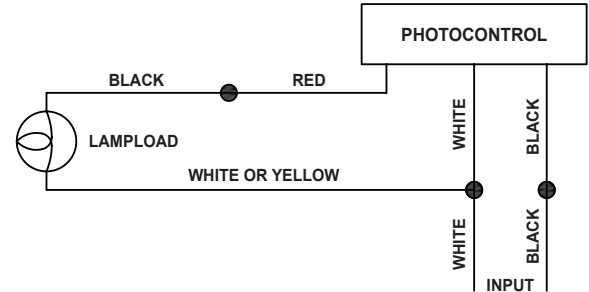 PHOTOCONTROL
BLACK
RED
LAMPLOAD
WHITE OR YELLOW
WHITE
BLACK
WHITE
BLACK
INPUT